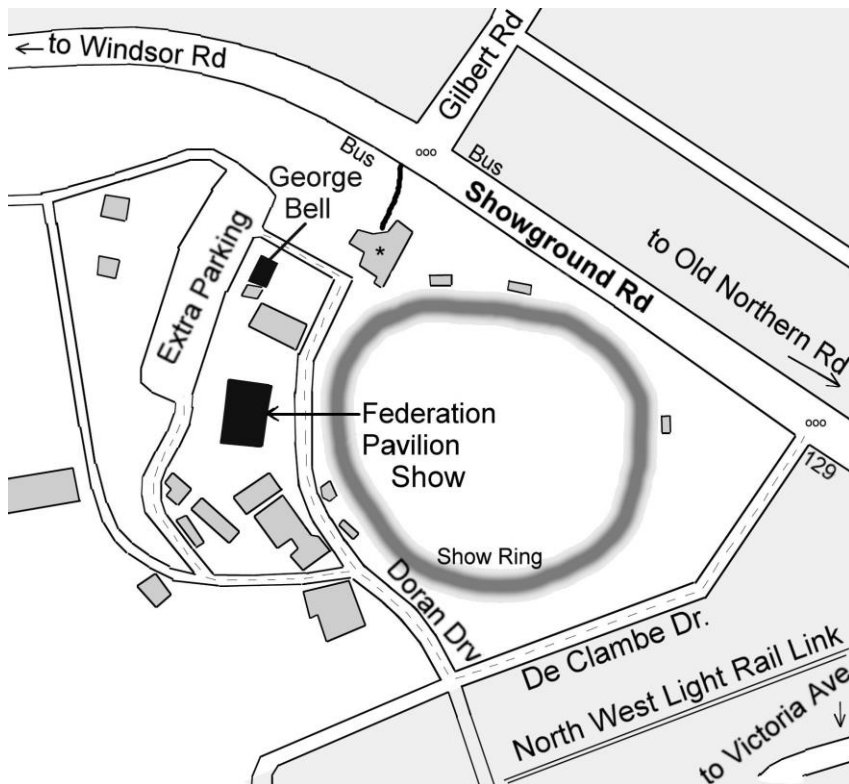 ← to Windsor Rd
Gilbert Rd
Bus
ooo
Bus
George
Bell
*
Showground Rd
to Old Northern Rd
Extra Parking
Federation
Pavilion
Show
ooo
129
Show Ring
Doran Drv
De Clambe Dr.
North West Light Rail Link
to Victoria Ave